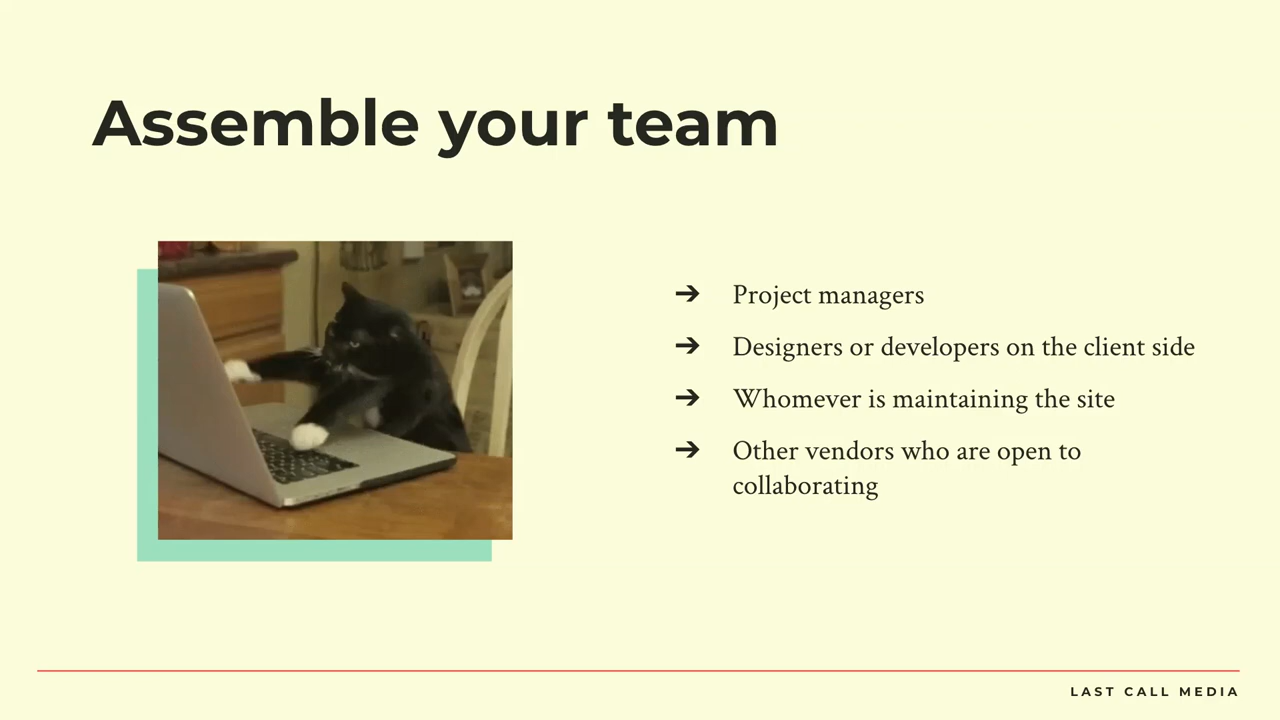 Assemble your team
➔ Project managers
➔ Designers or developers on the client side
➔ Whomever is maintaining the site
➔ Other vendors who are open to
collaborating
LAST CALL MEDIA